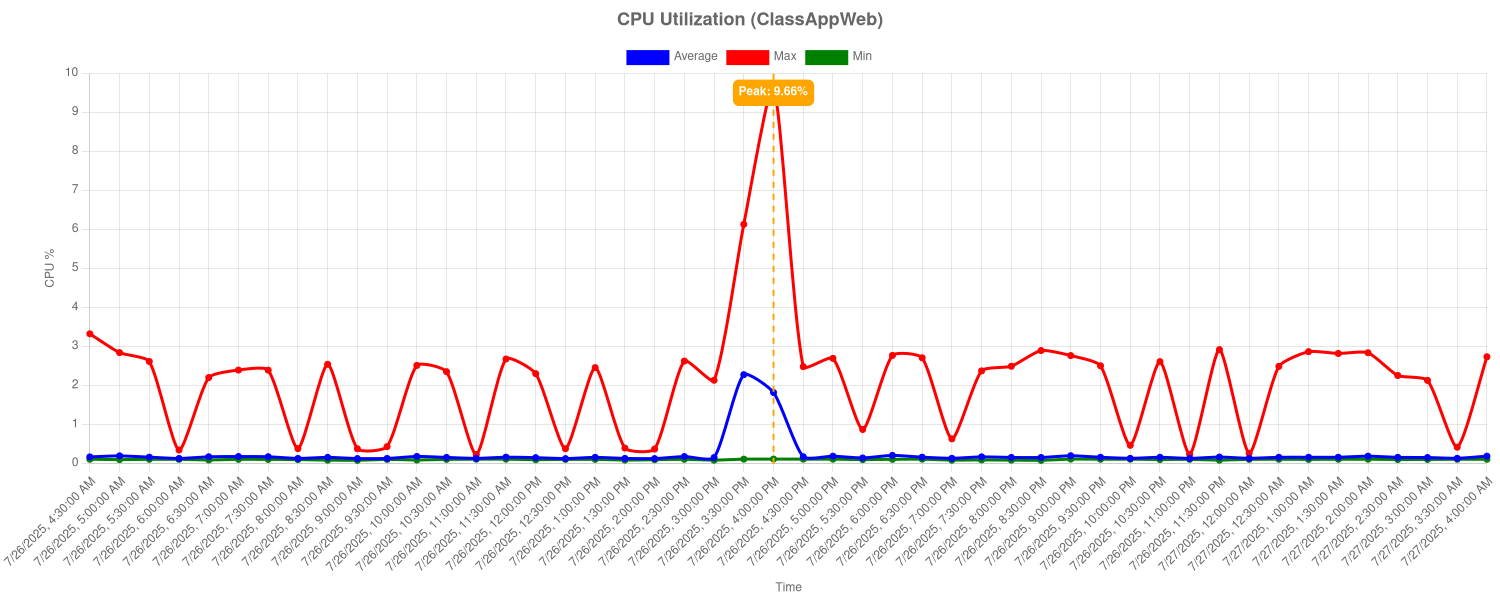 CPU Utilization (ClassAppWeb)
Average Max Min
Peak: 9.66%
10
9
8
7
6
5
4
3
2
1
0
CPU %
7/26/2025, 4:30:00 AM
7/26/2025, 5:00:00 AM
7/26/2025, 5:30:00 AM
7/26/2025, 6:00:00 AM
7/26/2025, 6:30:00 AM
7/26/2025, 7:00:00 AM
7/26/2025, 7:30:00 AM
7/26/2025, 8:00:00 AM
7/26/2025, 8:30:00 AM
7/26/2025, 9:00:00 AM
7/26/2025, 9:30:00 AM
7/26/2025, 10:00:00 AM
7/26/2025, 10:30:00 AM
7/26/2025, 11:00:00 AM
7/26/2025, 11:30:00 AM
7/26/2025, 12:00:00 PM
7/26/2025, 12:30:00 PM
7/26/2025, 1:00:00 PM
7/26/2025, 1:30:00 PM
7/26/2025, 2:00:00 PM
7/26/2025, 2:30:00 PM
7/26/2025, 3:00:00 PM
7/26/2025, 3:30:00 PM
7/26/2025, 4:00:00 PM
7/26/2025, 4:30:00 PM
7/26/2025, 5:00:00 PM
7/26/2025, 5:30:00 PM
7/26/2025, 6:00:00 PM
7/26/2025, 6:30:00 PM
7/26/2025, 7:00:00 PM
7/26/2025, 7:30:00 PM
7/26/2025, 8:00:00 PM
7/26/2025, 8:30:00 PM
7/26/2025, 9:00:00 PM
7/26/2025, 9:30:00 PM
7/26/2025, 10:00:00 PM
7/26/2025, 10:30:00 PM
7/26/2025, 11:00:00 PM
7/26/2025, 11:30:00 PM
7/27/2025, 12:00:00 AM
7/27/2025, 12:30:00 AM
7/27/2025, 1:00:00 AM
7/27/2025, 1:30:00 AM
7/27/2025, 2:00:00 AM
7/27/2025, 2:30:00 AM
7/27/2025, 3:00:00 AM
7/27/2025, 3:30:00 AM
7/27/2025, 4:00:00 AM
Time